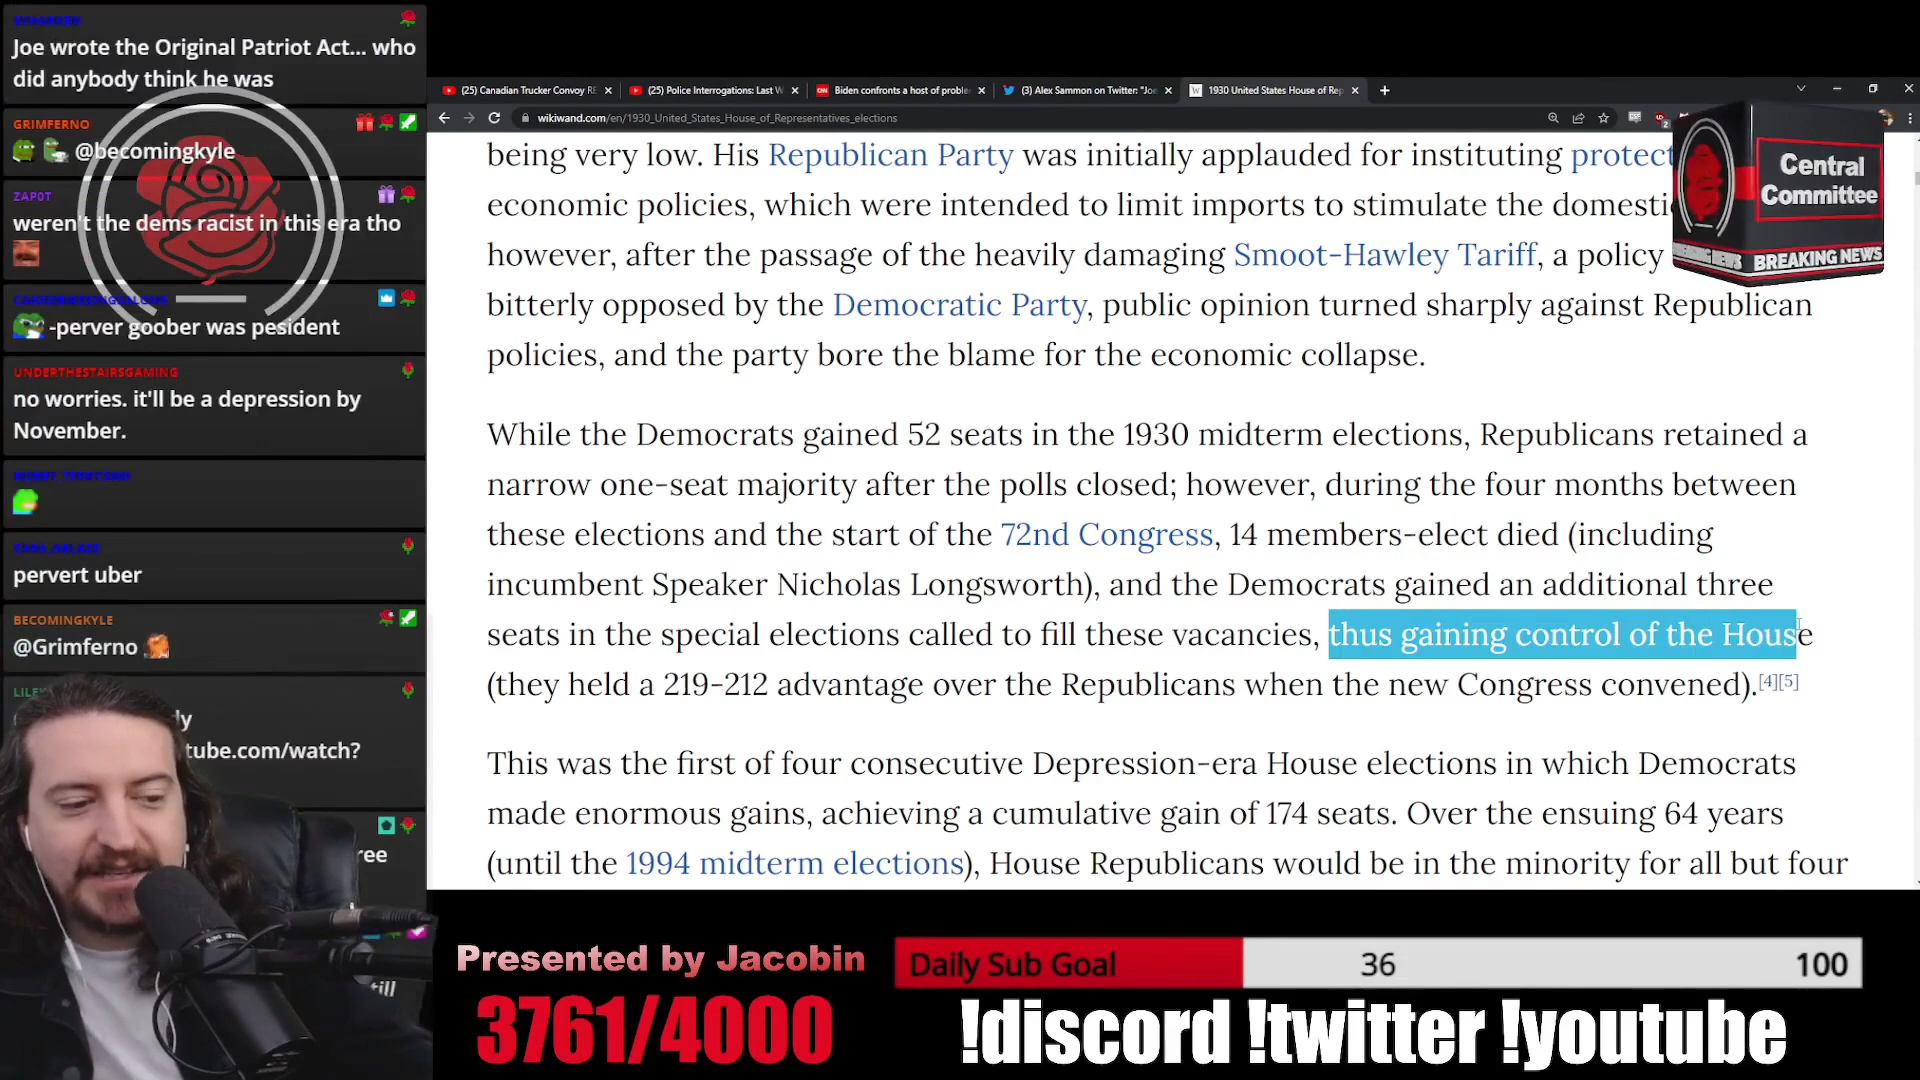 Joe wrote the Original Patriot Act... who
did anybody think he was
GRIMFERNO
@becomingkyle
ZAP0T
weren't the dems racist in this era tho
-perver goober was pesident
UNDERTHESTAIRSGAMING
no worries. it'll be a depression by
November.
pervert uber
BECOMINGKYLE
@Grimferno
tube.com/watch?
(25) Canadian Trucker Convoy RE
(25) Police Interrogations: Last W
Biden confronts a host of proble
(3) Alex Sammon on Twitter: "Joe
1930 United States House of Rep
wikiwand.com/en/1930_United_States_House_of_Representatives_elections
being very low. His Republican Party was initially applauded for instituting protect
economic policies, which were intended to limit imports to stimulate the domestic
however, after the passage of the heavily damaging Smoot-Hawley Tariff, a policy
bitterly opposed by the Democratic Party, public opinion turned sharply against Republican
policies, and the party bore the blame for the economic collapse.
While the Democrats gained 52 seats in the 1930 midterm elections, Republicans retained a
narrow one-seat majority after the polls closed; however, during the four months between
these elections and the start of the 72nd Congress, 14 members-elect died (including
incumbent Speaker Nicholas Longsworth), and the Democrats gained an additional three
seats in the special elections called to fill these vacancies, thus gaining control of the House
(they held a 219-212 advantage over the Republicans when the new Congress convened).[4][5]
This was the first of four consecutive Depression-era House elections in which Democrats
made enormous gains, achieving a cumulative gain of 174 seats. Over the ensuing 64 years
(until the 1994 midterm elections), House Republicans would be in the minority for all but four
Central
Committee
BREAKING NEWS
BREAKING NEWS
Presented by Jacobin
3761/4000
Daily Sub Goal
36
100
!discord !twitter !youtube